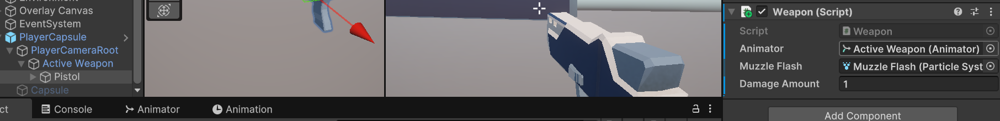 Overlay Canvas
EventSystem
PlayerCapsule
PlayerCameraRoot
Active Weapon
Pistol
Capsule
Console
Animator
Animation
Weapon (Script)
Script
Weapon
Animator
Active Weapon (Animator)
Muzzle Flash
Muzzle Flash (Particle Syst
Damage Amount
1
Add Component